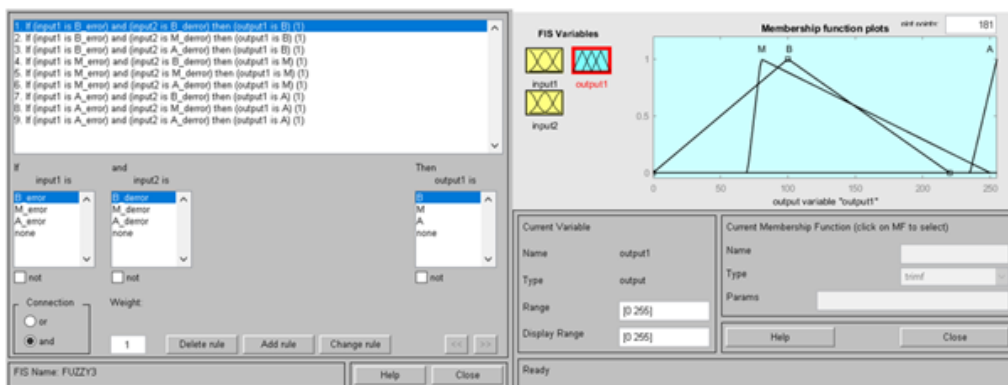 1. If (input1 is B_error) and (input2 is B_derror) then (output1 is B) (1)
2. If (input1 is B_error) and (input2 is M_derror) then (output1 is B) (1)
3. If (input1 is B_error) and (input2 is A_derror) then (output1 is B) (1)
4. If (input1 is M_error) and (input2 is B_derror) then (output1 is M) (1)
5. If (input1 is M_error) and (input2 is M_derror) then (output1 is M) (1)
6. If (input1 is M_error) and (input2 is A_derror) then (output1 is M) (1)
7. If (input1 is A_error) and (input2 is B_derror) then (output1 is A) (1)
8. If (input1 is A_error) and (input2 is M_derror) then (output1 is A) (1)
9. If (input1 is A_error) and (input2 is A_derror) then (output1 is A) (1)
If and Then
input1 is input2 is output1 is
B_error B_derror B
M_error M_derror M
A_error A_derror A
none none none
not not not
Connection Weight:
or
and 1 Delete rule Add rule Change rule << >>
FIS Name: FUZZY3 Help Close
FIS Variables
input1 output1
input2
Membership function plots plot points: 181
M B A
1
0.5
0
0 50 100 150 200 250
output variable "output1"
Current Variable
Name output1
Type output
Range [0 255]
Display Range [0 255]
Current Membership Function (click on MF to select)
Name
Type trimf
Params
Help Close
Ready